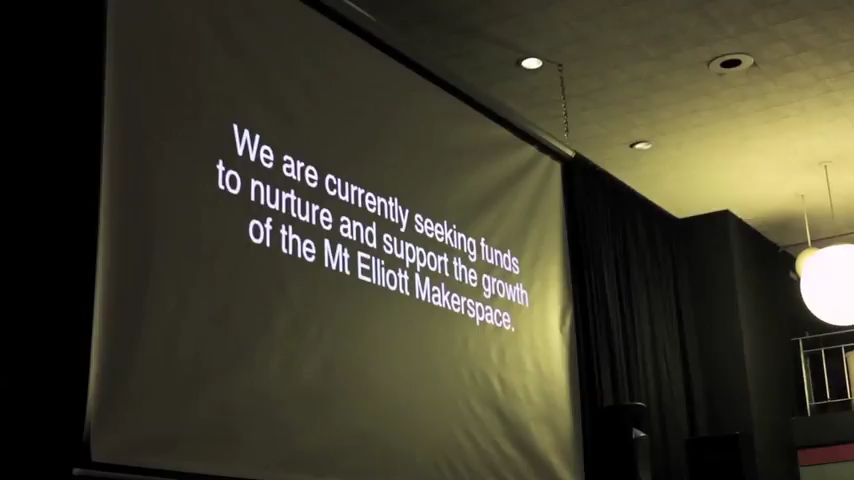 We are currently seeking funds
to nurture and support the growth
of the Mt Elliott Makerspace.